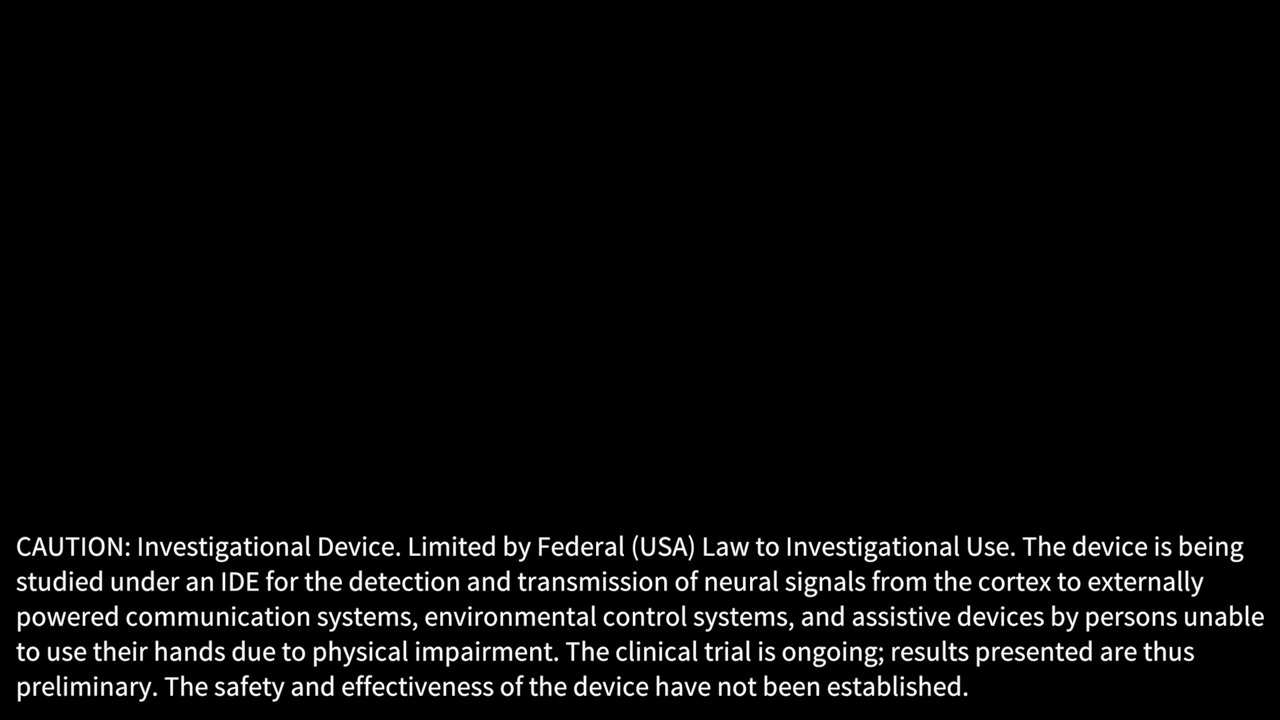 CAUTION: Investigational Device. Limited by Federal (USA) Law to Investigational Use. The device is being
studied under an IDE for the detection and transmission of neural signals from the cortex to externally
powered communication systems, environmental control systems, and assistive devices by persons unable
to use their hands due to physical impairment. The clinical trial is ongoing; results presented are thus
preliminary. The safety and effectiveness of the device have not been established.